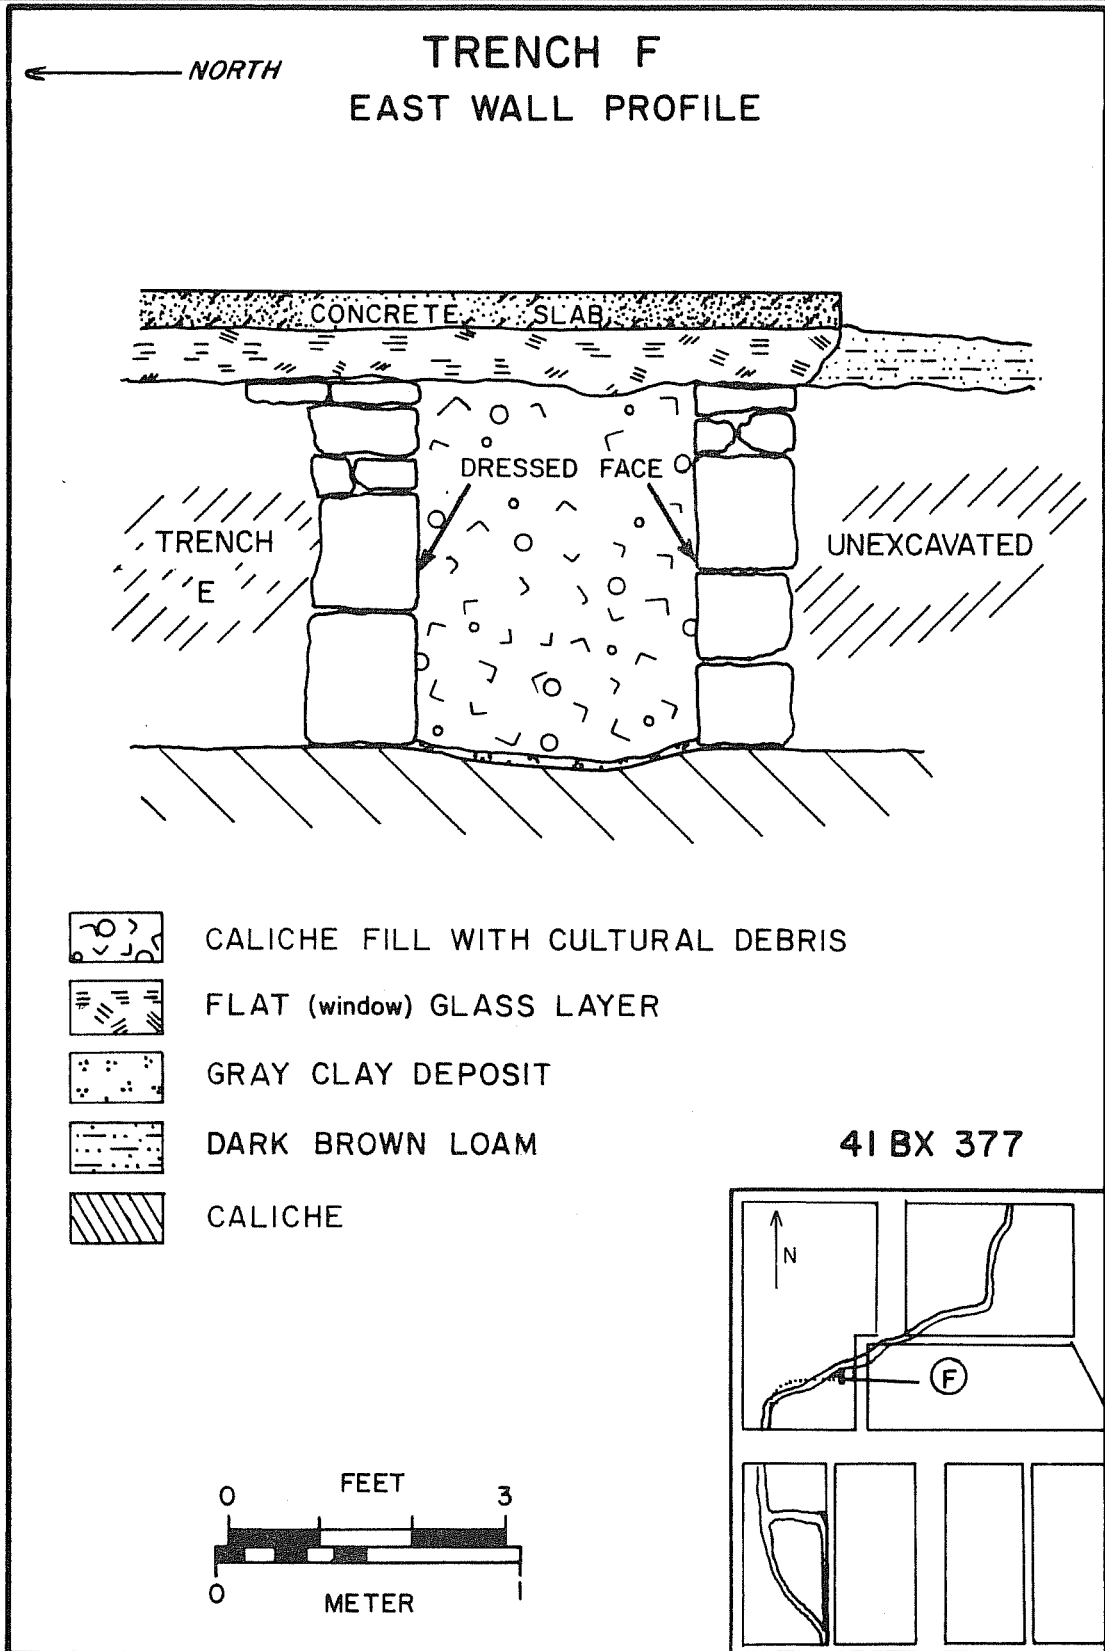 TRENCH F
NORTH
EAST WALL PROFILE
CONCRETE SLAB
DRESSED FACE
TRENCH
E
UNEXCAVATED
CALICHE FILL WITH CULTURAL DEBRIS
FLAT (window) GLASS LAYER
GRAY CLAY DEPOSIT
DARK BROWN LOAM
CALICHE
41 BX 377
N
F
FEET
0 3
0 1
METER